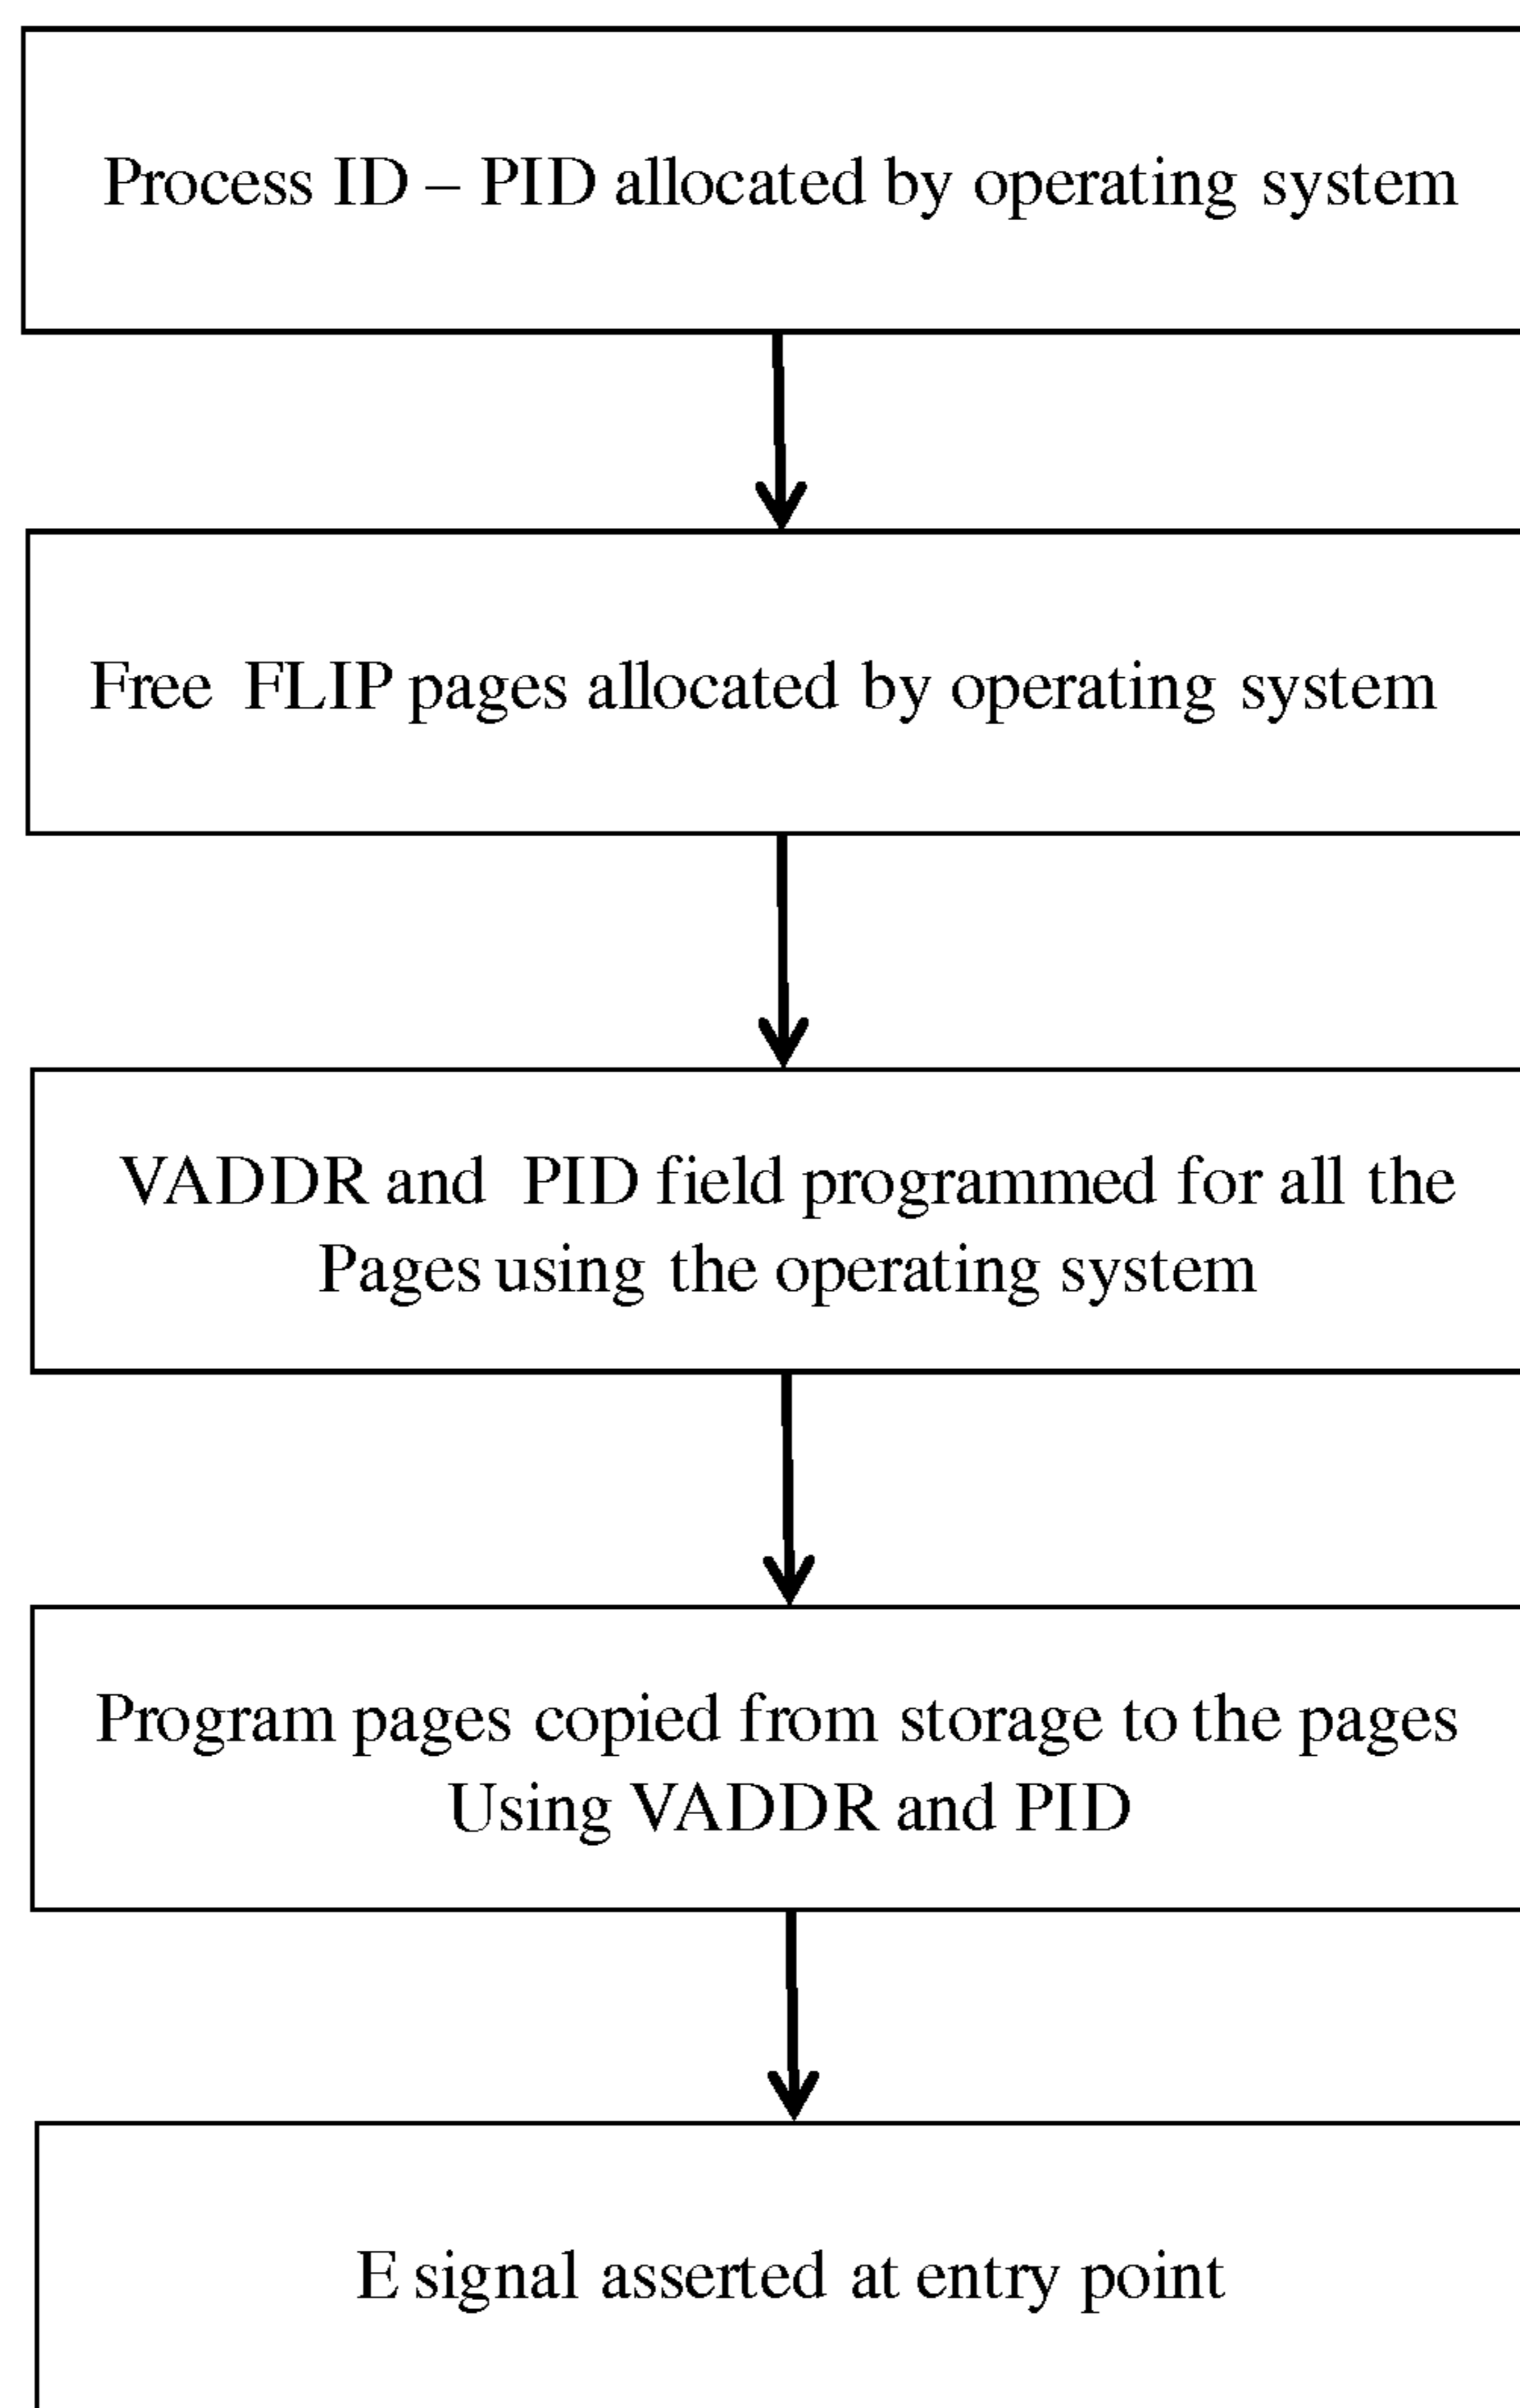 Process ID – PID allocated by operating system
Free FLIP pages allocated by operating system
VADDR and PID field programmed for all the
Pages using the operating system
Program pages copied from storage to the pages
Using VADDR and PID
E signal asserted at entry point